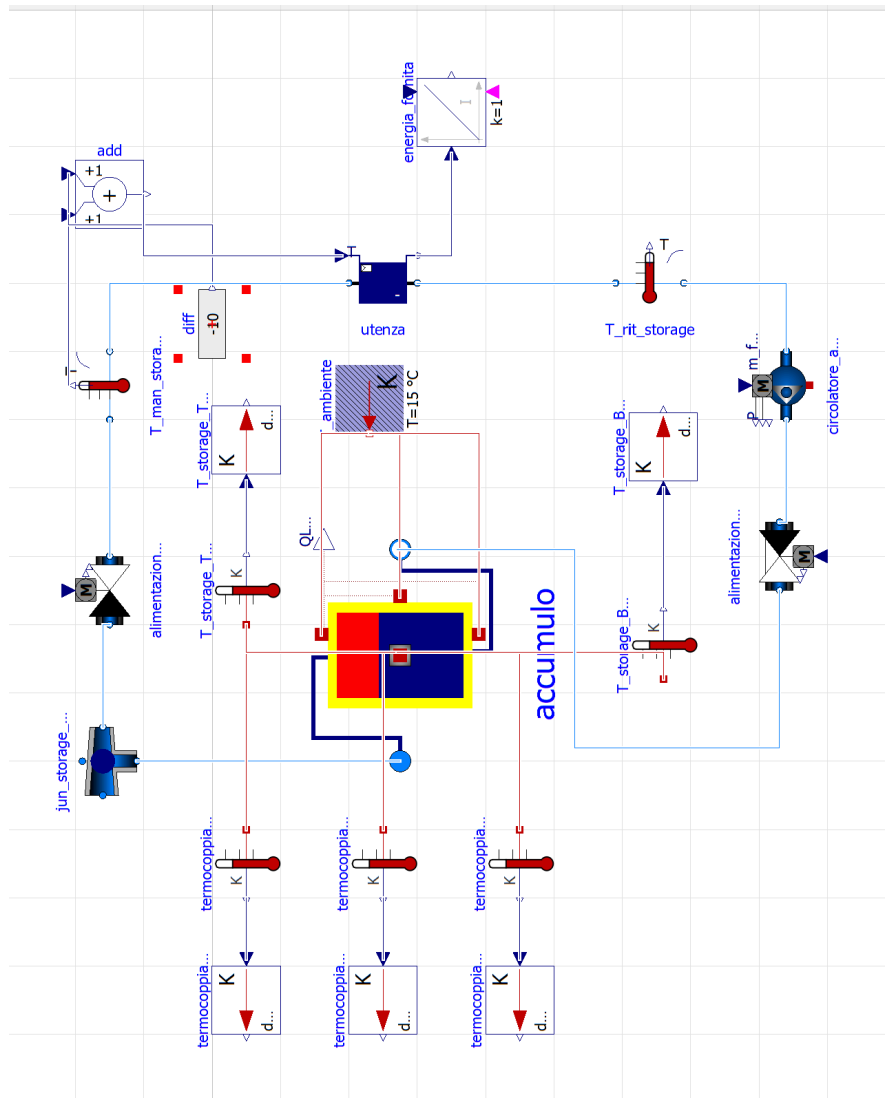 energia_fornita
k=1
add
+1
+
+1
T
T
utenza
T_rit_storage
diff
-10
T_man_stora...
m_f...
M
P
circolatore_a...
_ambiente
K
T=15 °C
T_storage_T...
K
d...
T_storage_B...
K
d...
QL...
alimentazion...
M
T_storage_T...
K
alimentazion...
M
accumulo
T_storage_B...
K
jun_storage_...
termocoppia...
K
termocoppia...
K
termocoppia...
K
termocoppia...
K
d...
termocoppia...
K
d...
termocoppia...
K
d...